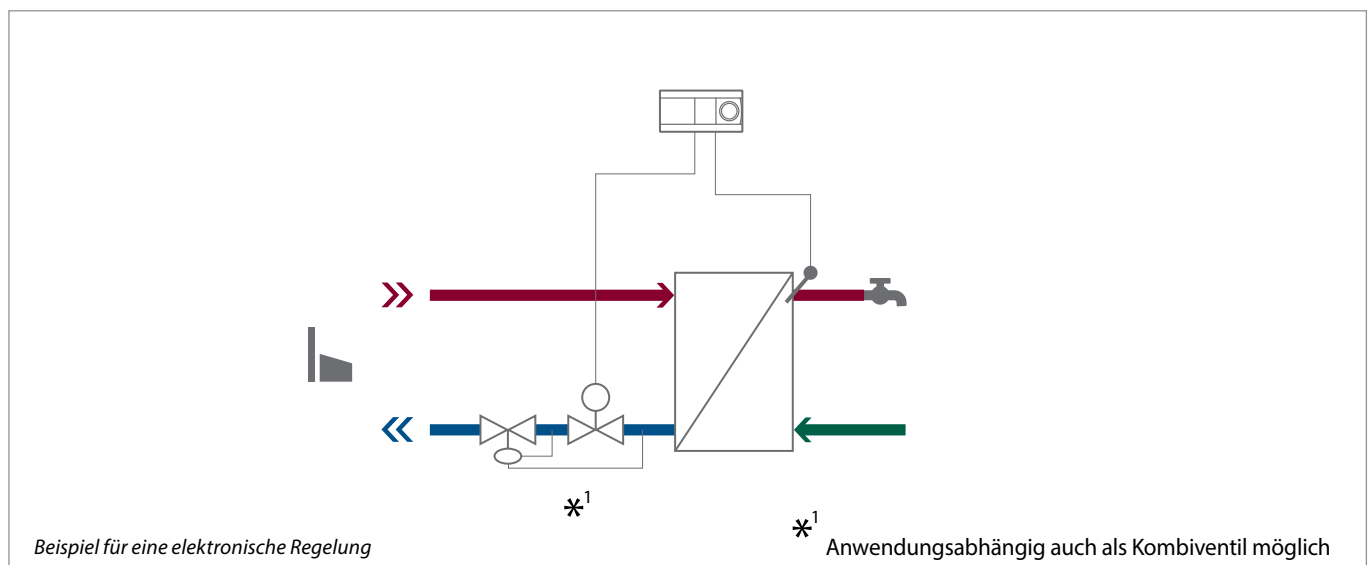 *1
Beispiel für eine elektronische Regelung
*1 Anwendungsabhängig auch als Kombiventil möglich